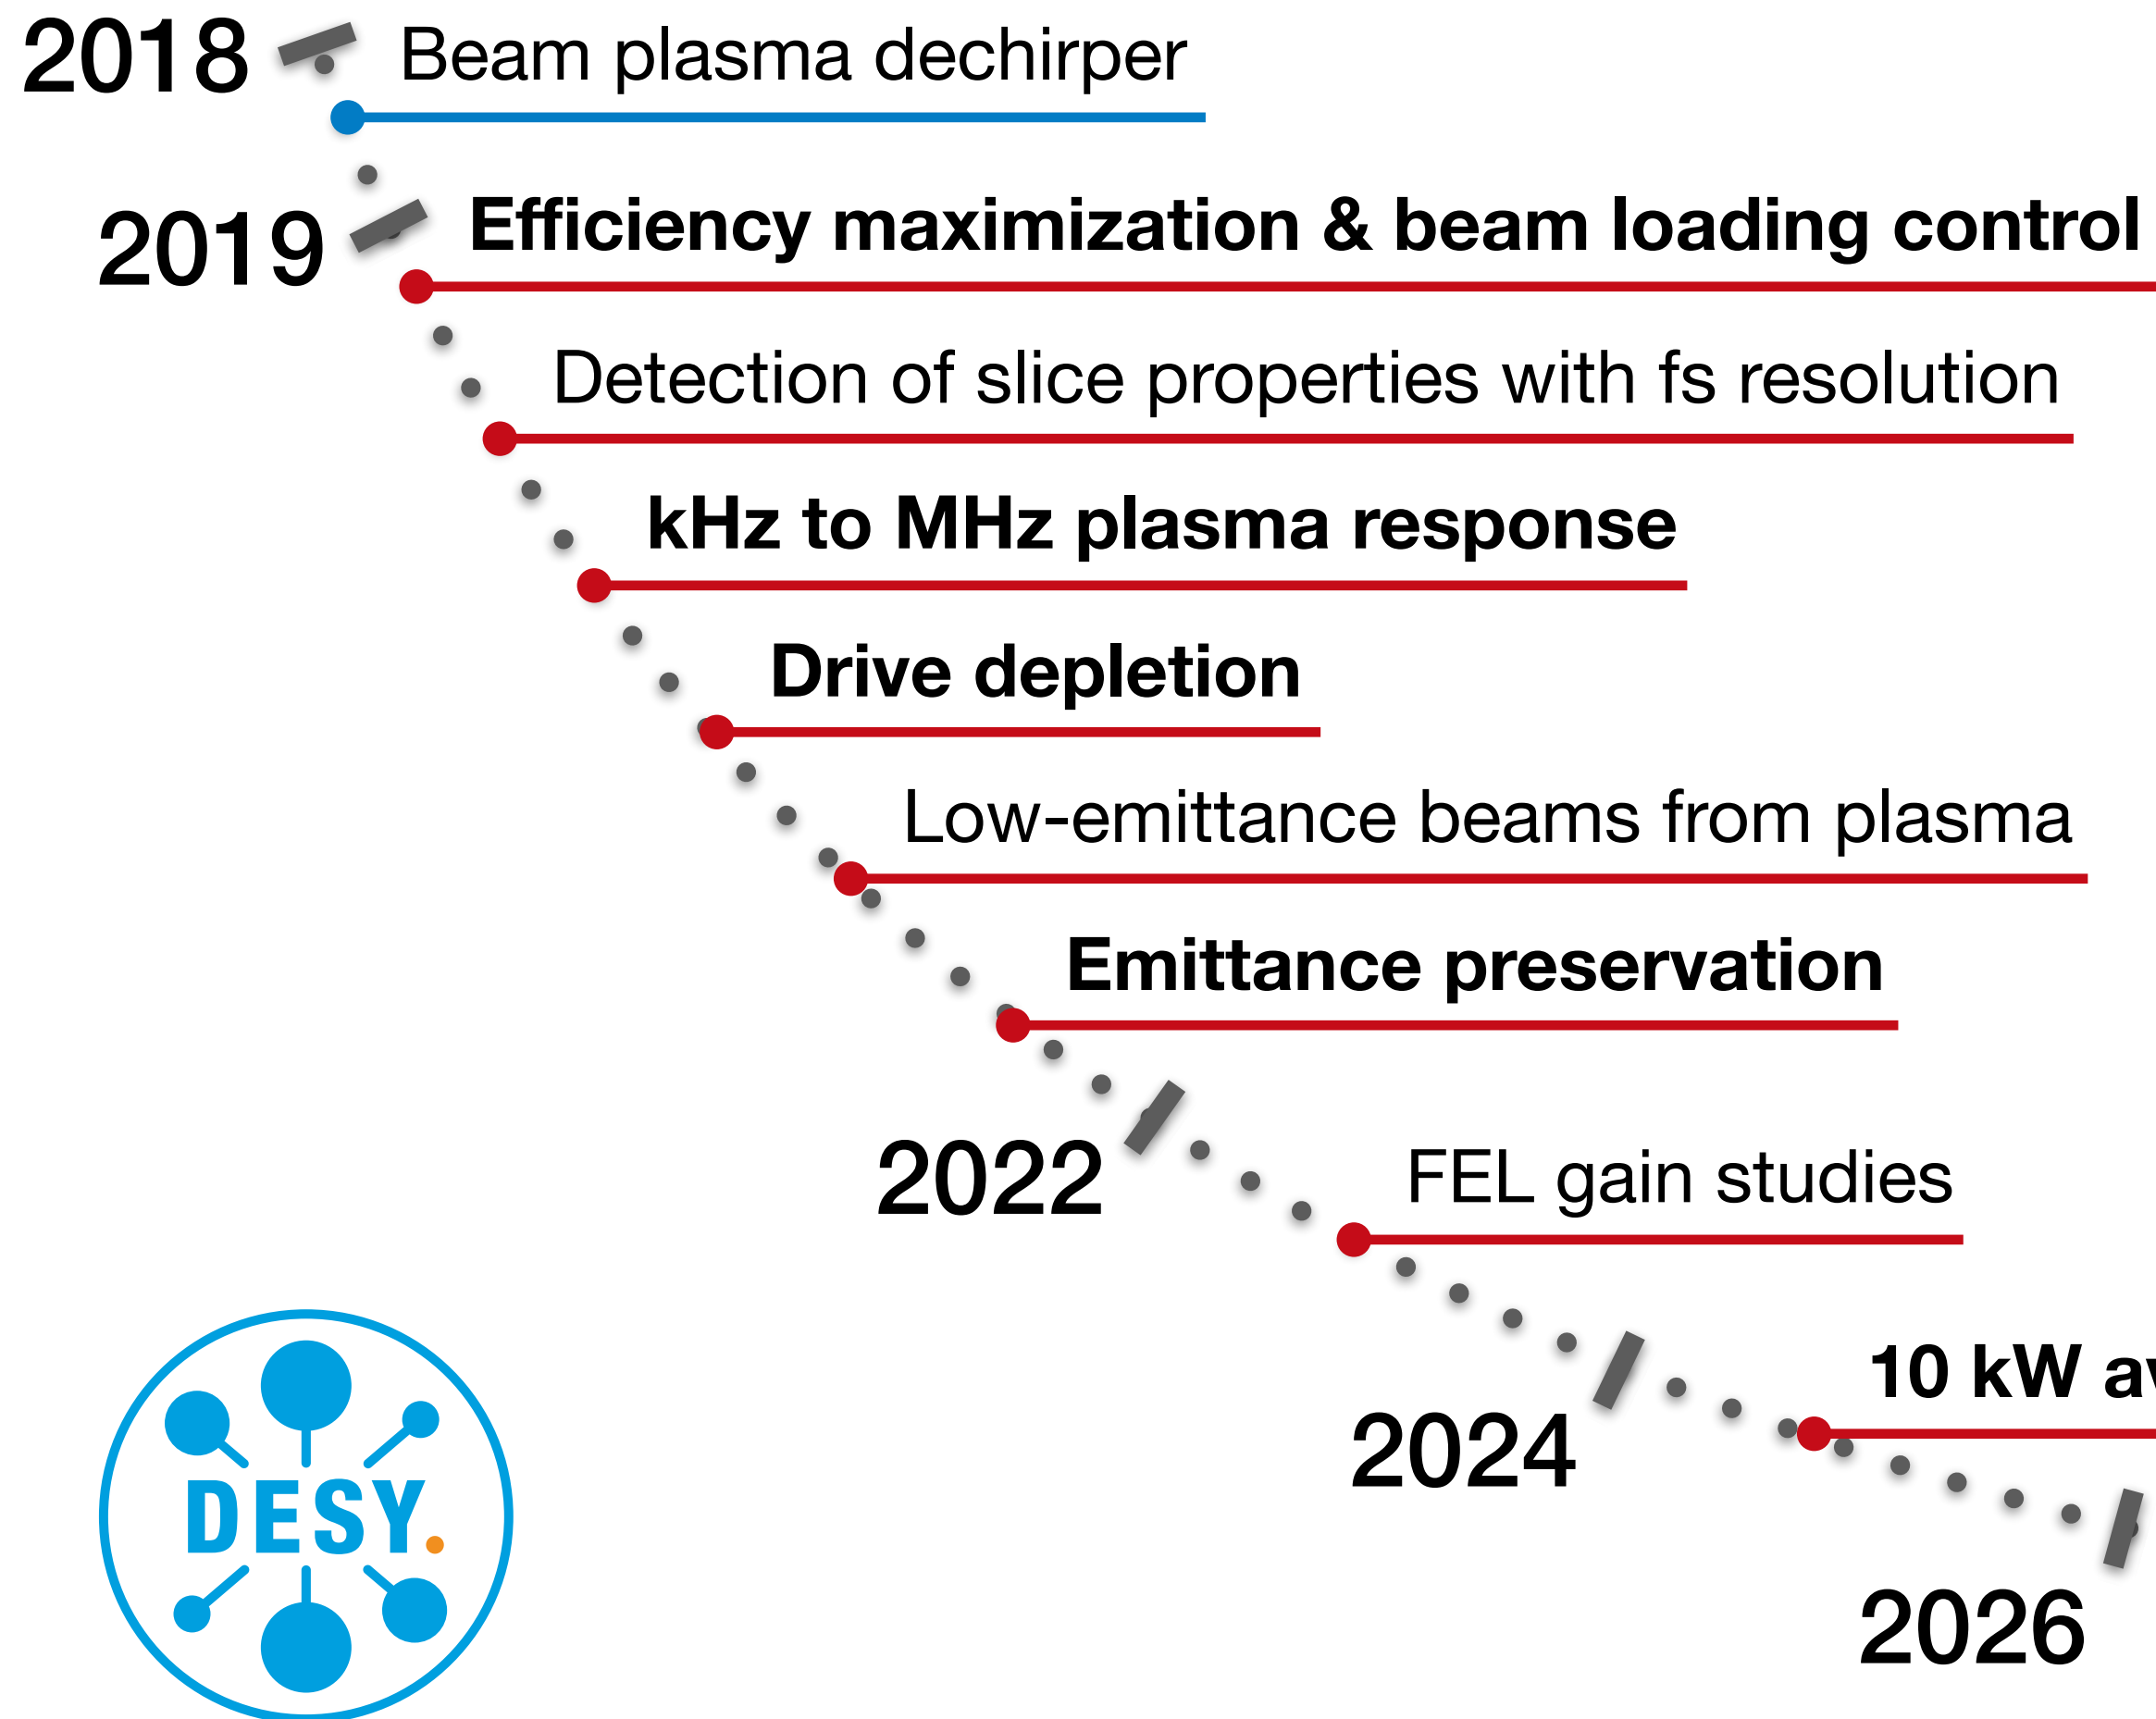 2018 Beam plasma dechirper
2019 Efficiency maximization & beam loading control
Detection of slice properties with fs resolution
kHz to MHz plasma response
Drive depletion
Low-emittance beams from plasma
Emittance preservation
2022
FEL gain studies
10 kW
2024
DESY.
2026